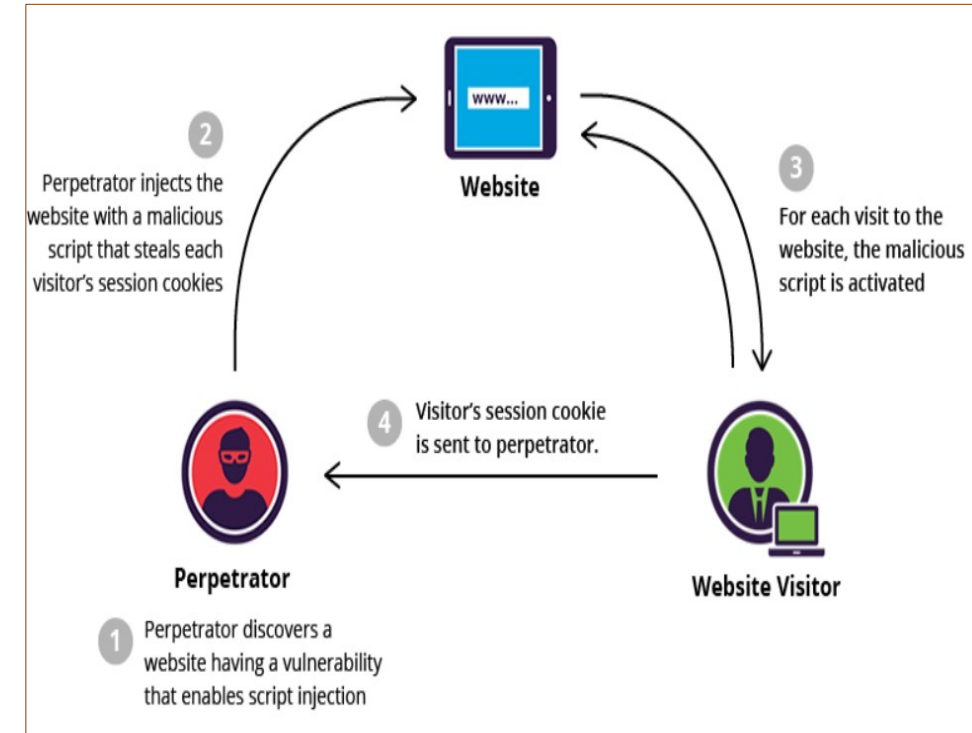 www...
Website
2
Perpetrator injects the
website with a malicious
script that steals each
visitor's session cookies
3
For each visit to the
website, the malicious
script is activated
4
Visitor's session cookie
is sent to perpetrator.
Perpetrator
Website Visitor
1
Perpetrator discovers a
website having a vulnerability
that enables script injection